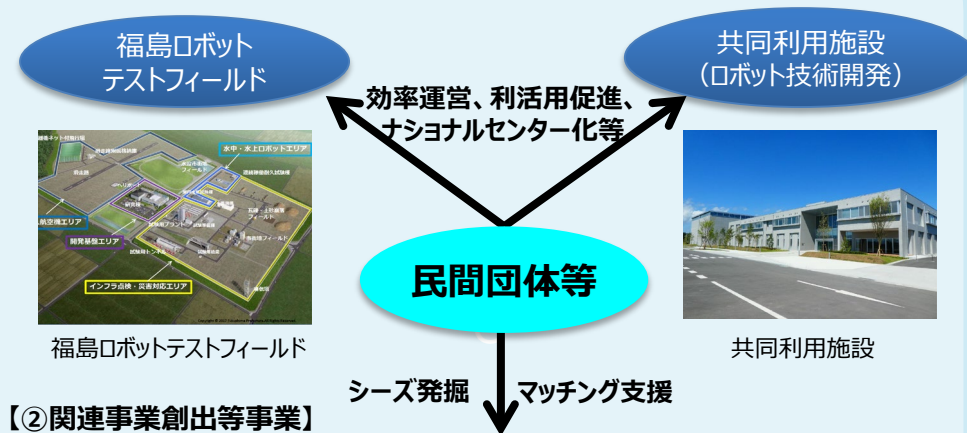 福島ロボット
テストフィールド
共同利用施設
（ロボット技術開発）
効率運営、利活用促進、
ナショナルセンター化等
水中・水上ロボットエリア
開発基盤エリア
インフラ点検・災害対応エリア
民間団体等
福島ロボットテストフィールド
共同利用施設
シーズ発掘
マッチング支援
【②関連事業創出等事業】